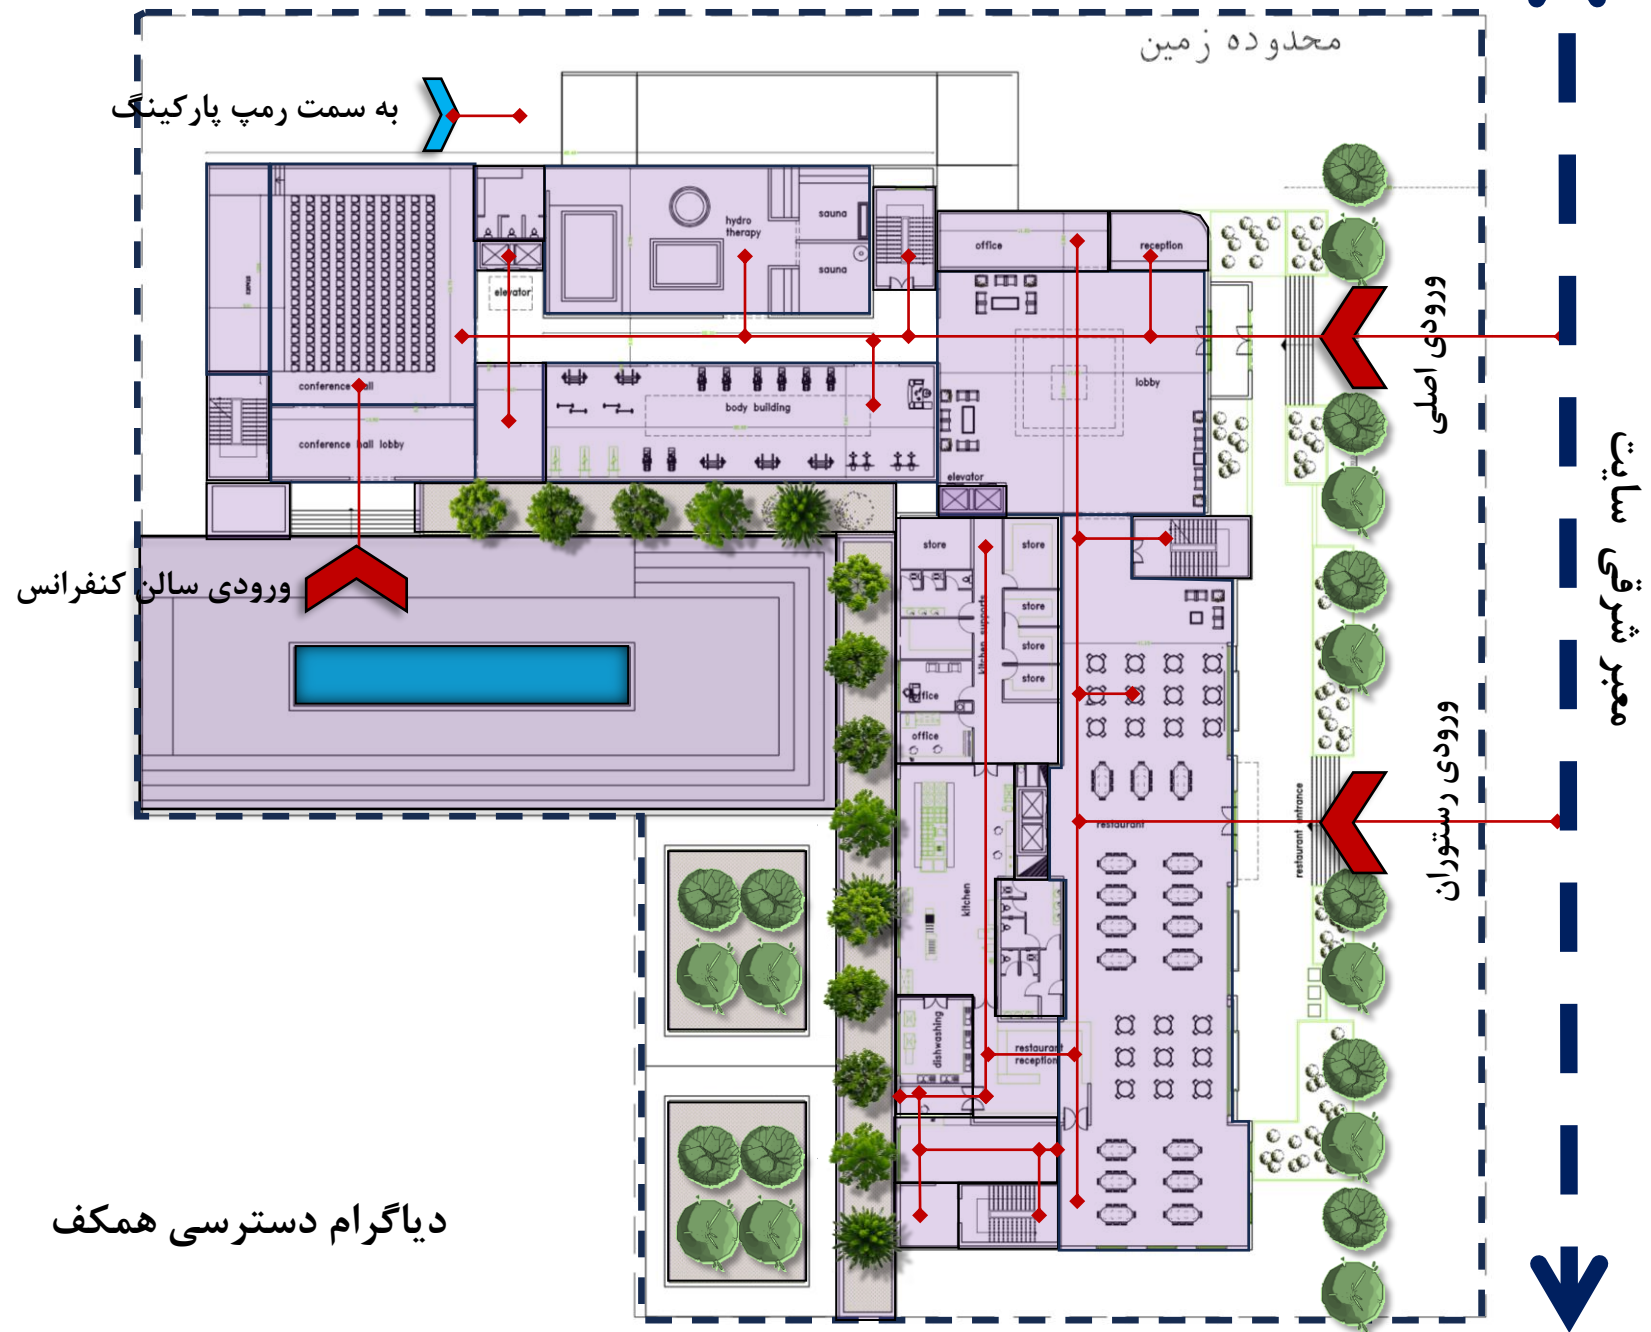 محدوده زمین
به سمت رمپ پارکینگ
hydro
therapy
sauna
sauna
office
reception
elevator
ورودی اصلی
lobby
conference hall
body building
conference hall lobby
elevator
معبر شرقی سایت
store
store
ورودی سالن کنفرانس
store
kitchen supports
store
store
office
office
ورودی رستوران
restaurant
restaurant entrance
kitchen
dishwashing
restaurant
reception
دیاگرام دسترسی همکف